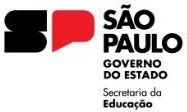 SÃO
PAULO
GOVERNO
DO ESTADO
Secretaria da
Educação